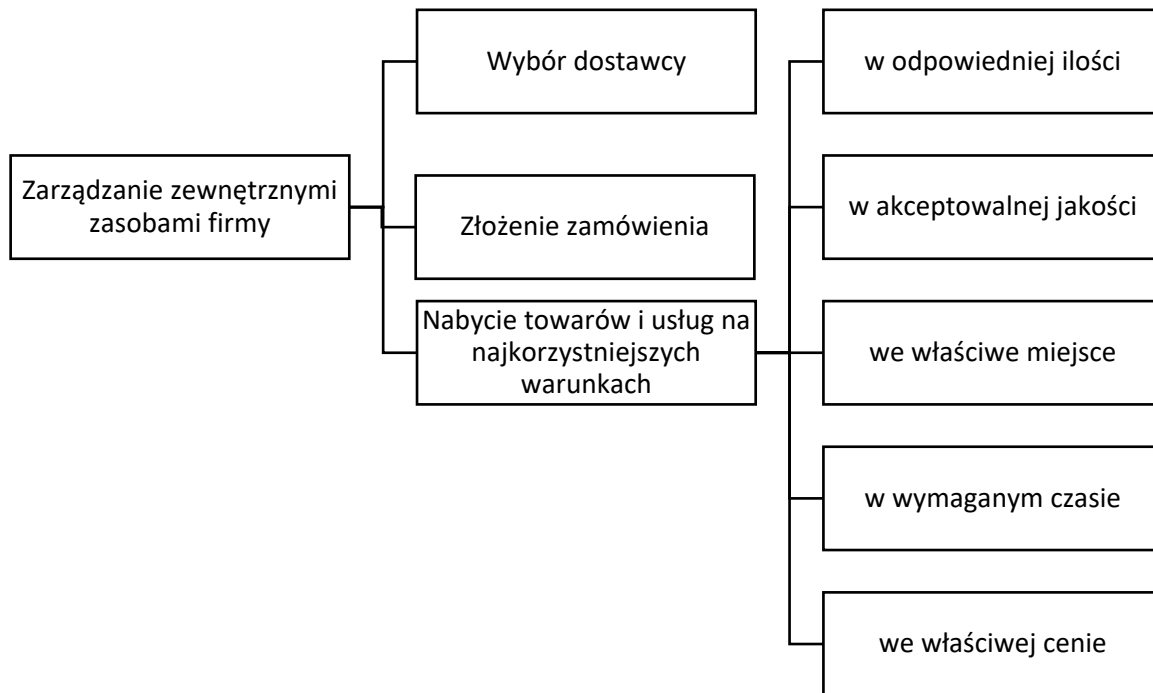 Zarządzanie zewnętrznymi
zasobami firmy
Wybór dostawcy
Złożenie zamówienia
Nabycie towarów i usług na
najkorzystniejszych
warunkach
w odpowiedniej ilości
w akceptowalnej jakości
we właściwe miejsce
w wymaganym czasie
we właściwej cenie